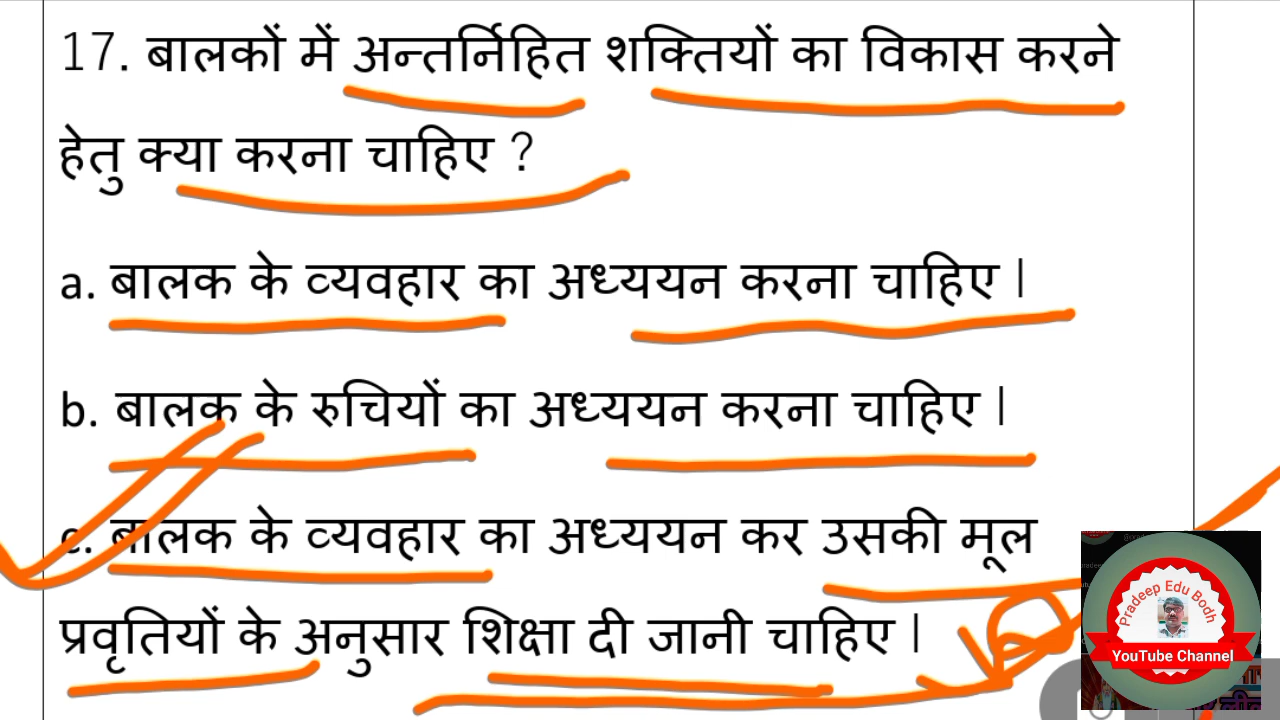 17. बालकों में अन्तर्निहित शक्तियों का विकास करने
हेतु क्या करना चाहिए ?
a. बालक के व्यवहार का अध्ययन करना चाहिए |
b. बालक के रुचियों का अध्ययन करना चाहिए |
c. बालक के व्यवहार का अध्ययन कर उसकी मूल
प्रवृतियों के अनुसार शिक्षा दी जानी चाहिए |
Pradeep Edu Bodh
YouTube Channel